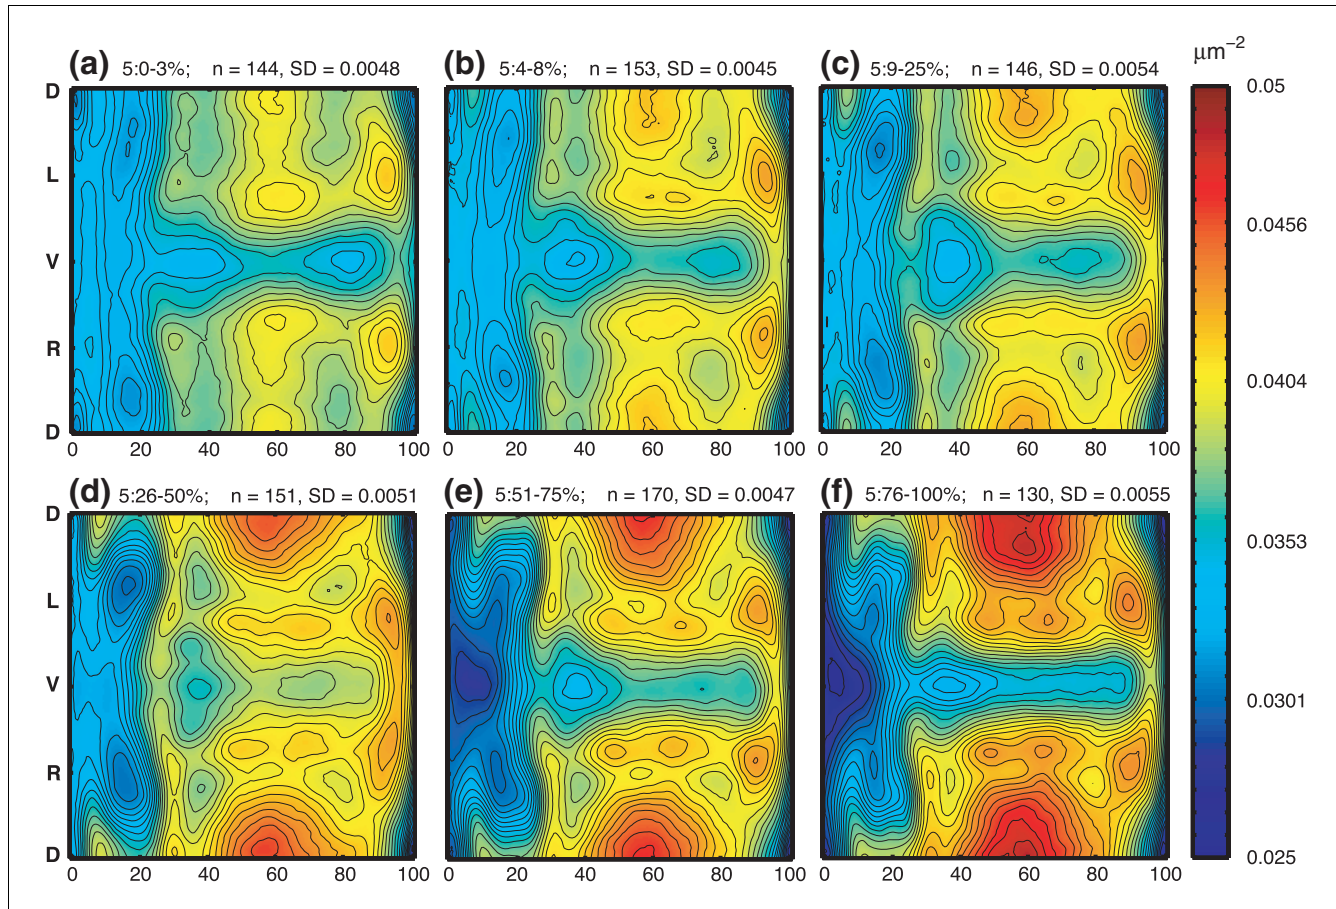 (a) 5:0-3%; n = 144, SD = 0.0048
(b) 5:4-8%; n = 153, SD = 0.0045
(c) 5:9-25%; n = 146, SD = 0.0054
μm⁻²
D
L
V
R
D
0 20 40 60 80 100
0 20 40 60 80 100
0 20 40 60 80 100
(d) 5:26-50%; n = 151, SD = 0.0051
(e) 5:51-75%; n = 170, SD = 0.0047
(f) 5:76-100%; n = 130, SD = 0.0055
D
L
V
R
D
0 20 40 60 80 100
0 20 40 60 80 100
0 20 40 60 80 100
0.05
0.0456
0.0404
0.0353
0.0301
0.025